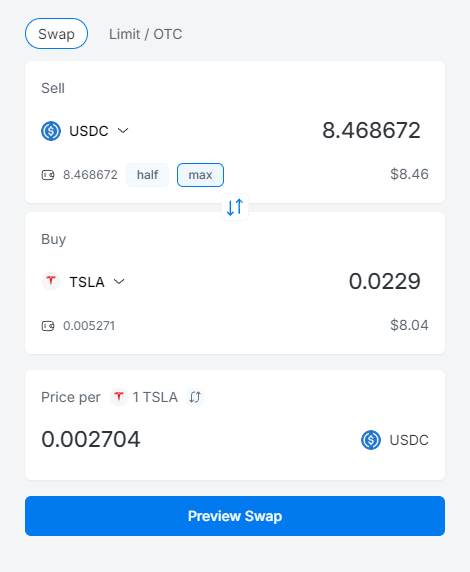 Swap Limit / OTC
Sell
USDC 8.468672
8.468672 half max $8.46
Buy
TSLA 0.0229
0.005271 $8.04
Price per 1 TSLA
0.002704 USDC
Preview Swap